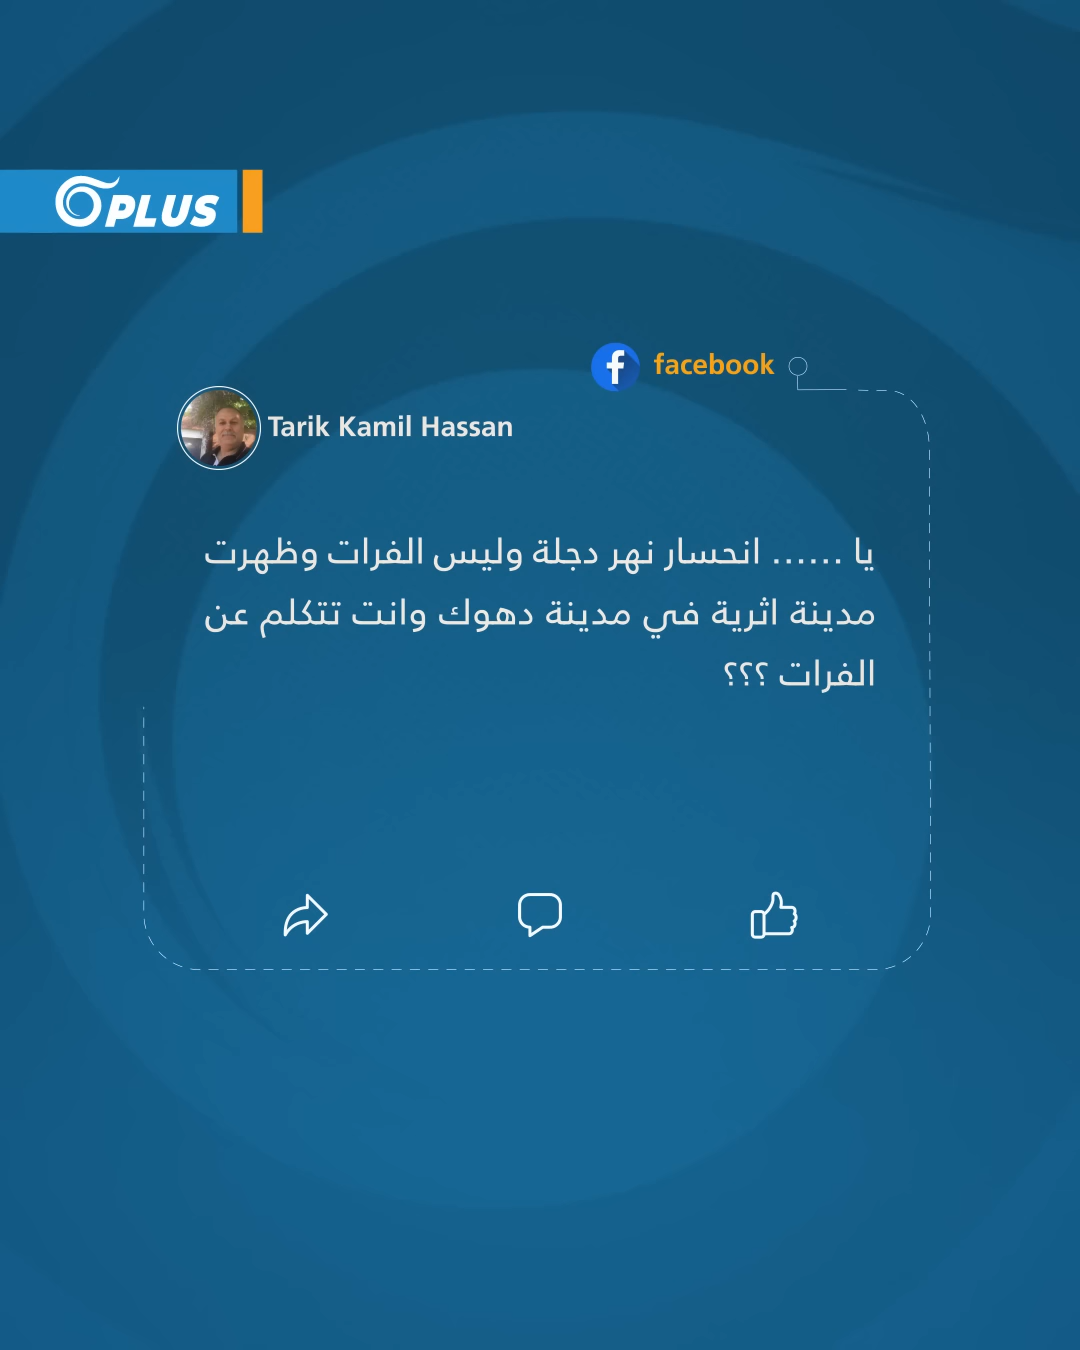 PLUS
facebook
Tarik Kamil Hassan
يا ...... انحسار نهر دجلة وليس الفرات وظهرت
مدينة اثرية في مدينة دهوك وانت تتكلم عن
الفرات ؟؟؟